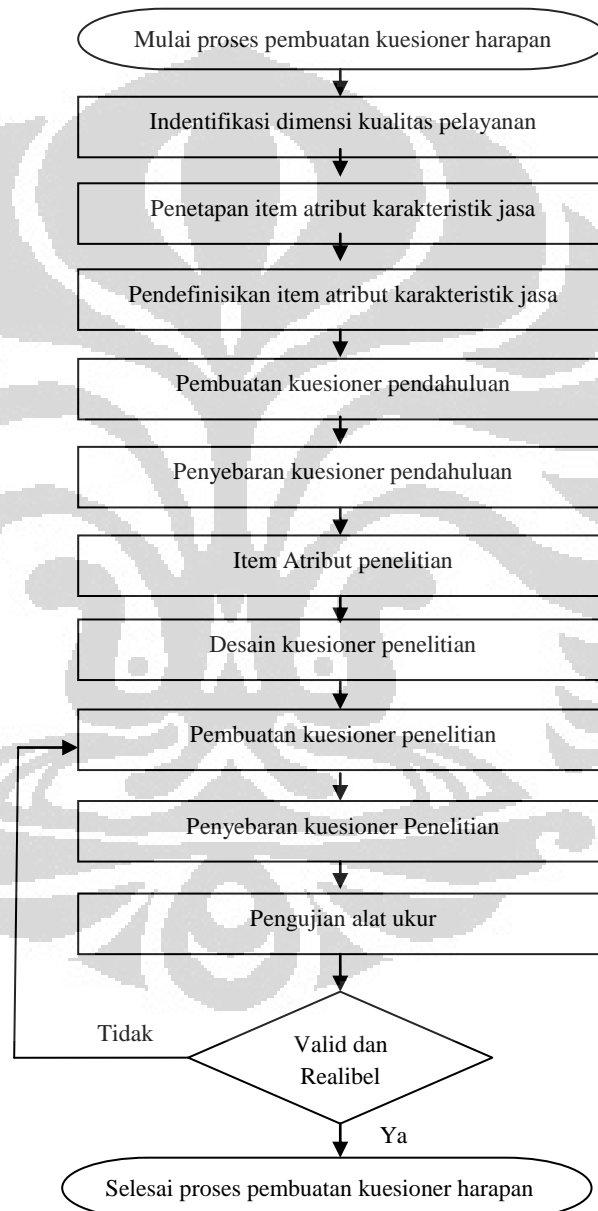 Mulai proses pembuatan kuesioner harapan
Indentifikasi dimensi kualitas pelayanan
Penetapan item atribut karakteristik jasa
Pendefinisikan item atribut karakteristik jasa
Pembuatan kuesioner pendahuluan
Penyebaran kuesioner pendahuluan
Item Atribut penelitian
Desain kuesioner penelitian
Pembuatan kuesioner penelitian
Penyebaran kuesioner Penelitian
Pengujian alat ukur
Tidak
Valid dan
Realibel
Ya
Selesai proses pembuatan kuesioner harapan